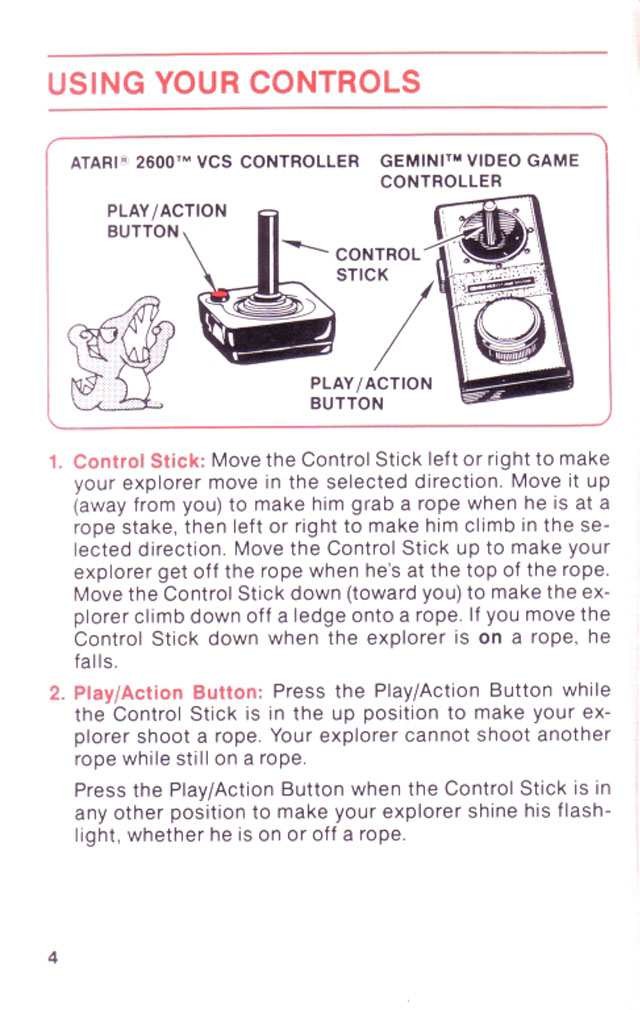 USING YOUR CONTROLS
ATARI® 2600™ VCS CONTROLLER
GEMINI™ VIDEO GAME
CONTROLLER
PLAY/ACTION
BUTTON
CONTROL
STICK
PLAY/ACTION
BUTTON
1. Control Stick: Move the Control Stick left or right to make
your explorer move in the selected direction. Move it up
(away from you) to make him grab a rope when he is at a
rope stake, then left or right to make him climb in the se-
lected direction. Move the Control Stick up to make your
explorer get off the rope when he's at the top of the rope.
Move the Control Stick down (toward you) to make the ex-
plorer climb down off a ledge onto a rope. If you move the
Control Stick down when the explorer is on a rope, he
falls.
2. Play/Action Button: Press the Play/Action Button while
the Control Stick is in the up position to make your ex-
plorer shoot a rope. Your explorer cannot shoot another
rope while still on a rope.
Press the Play/Action Button when the Control Stick is in
any other position to make your explorer shine his flash-
light, whether he is on or off a rope.
4